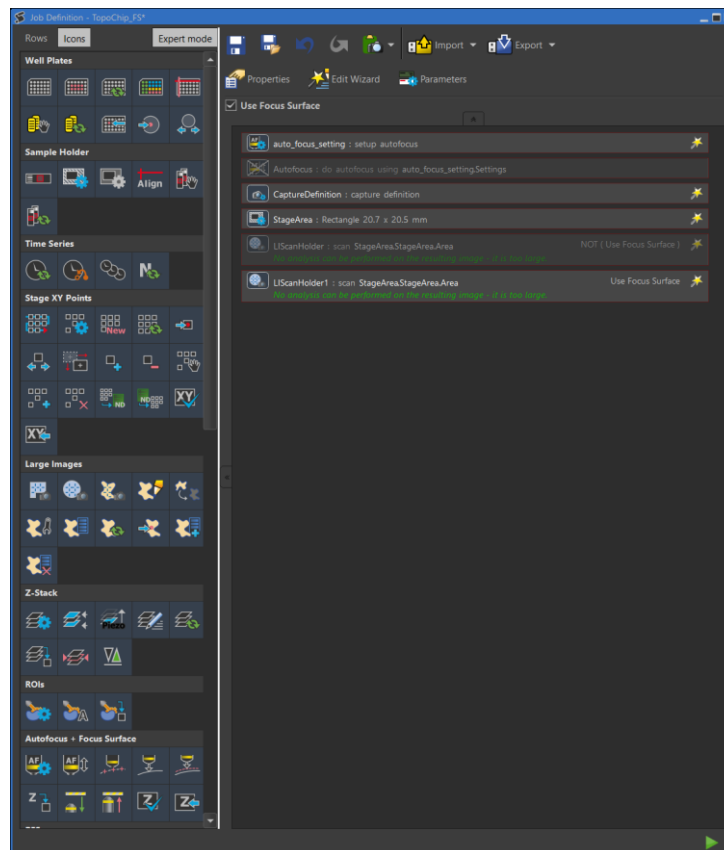 Job Definition - TopoChip_FS*
Rows Icons Expert mode
Import Export
Properties Edit Wizard Parameters
Use Focus Surface
Well Plates
Sample Holder
Align
Time Series
Stage XY Points
New
ND ND
XY
XY
Large Images
Z-Stack
Piezo
ROIs
Autofocus + Focus Surface
AF AF
Z Z Z
auto_focus_setting : setup autofocus
Autofocus : do autofocus using auto_focus_setting.Settings
CaptureDefinition : capture definition
StageArea : Rectangle 20.7 x 20.5 mm
LIScanHolder : scan StageArea.StageArea.Area NOT ( Use Focus Surface )
No analysis can be performed on the resulting image - it is too large.
LIScanHolder1 : scan StageArea.StageArea.Area Use Focus Surface
No analysis can be performed on the resulting image - it is too large.